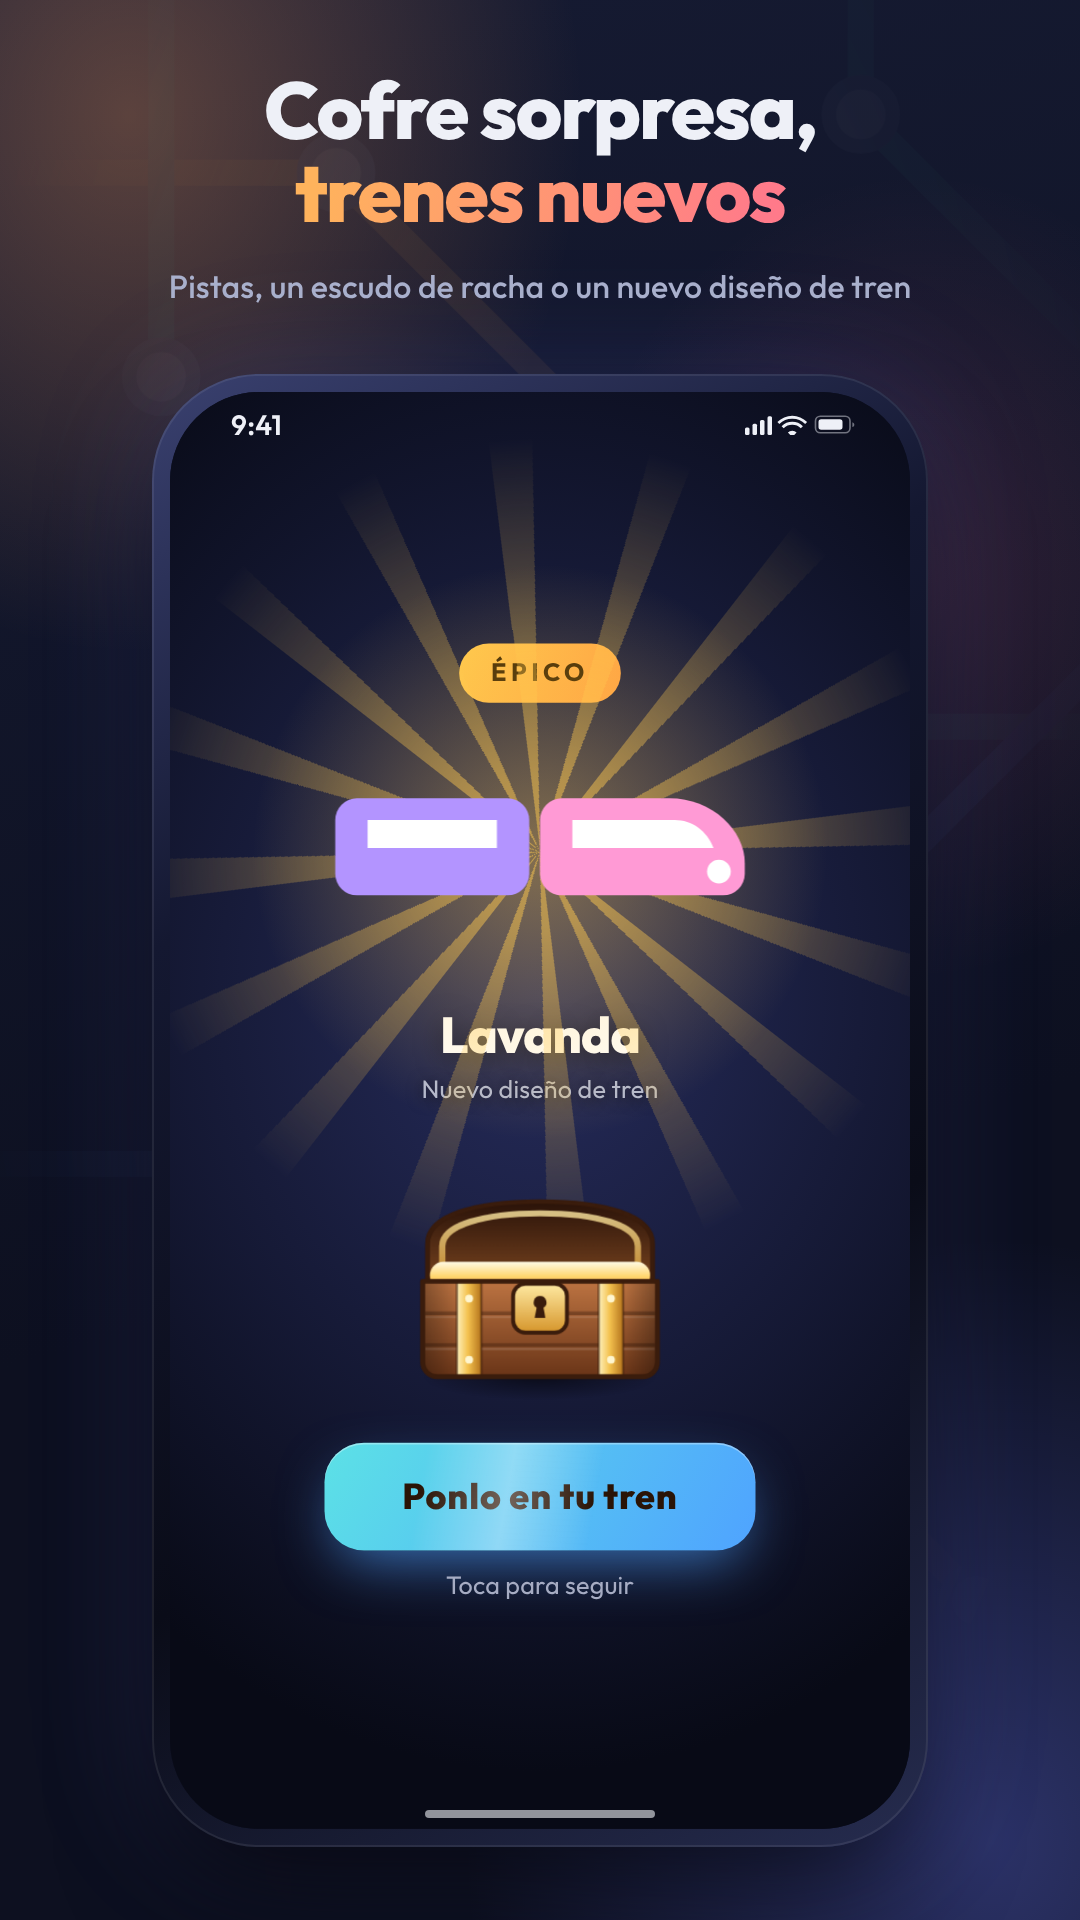 Cofre sorpresa,
trenes nuevos
Pistas, un escudo de racha o un nuevo diseño de tren
9:41
ÉPICO
Lavanda
Nuevo diseño de tren
Ponlo en tu tren
Toca para seguir